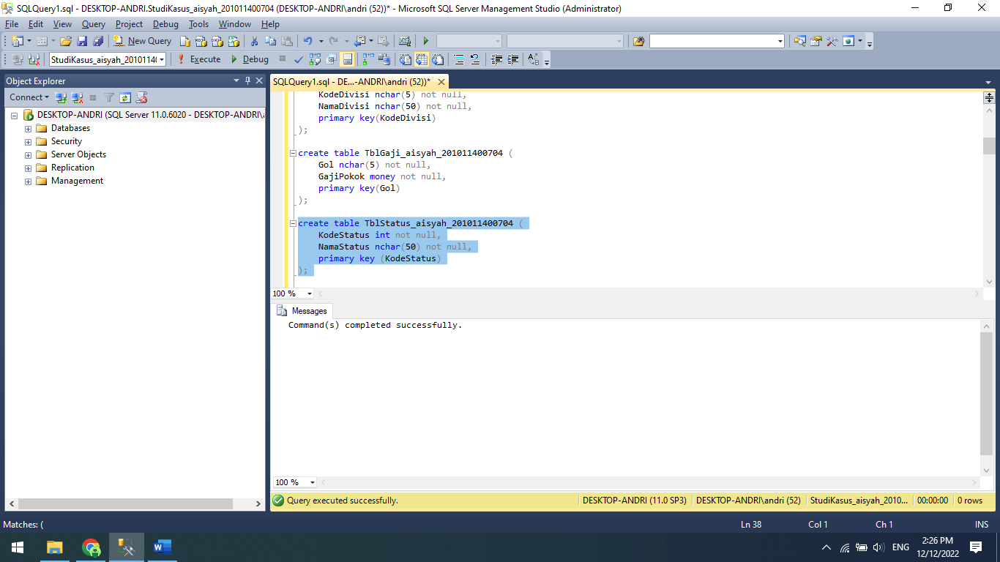 SQLQuery1.sql - DESKTOP-ANDRI.StudiKasus_aisyah_201011400704 (DESKTOP-ANDRI\andri (52))* - Microsoft SQL Server Management Studio (Administrator)
File Edit View Query Project Debug Tools Window Help
New Query
StudiKasus_aisyah_2010114 Execute Debug
Object Explorer
Connect
DESKTOP-ANDRI (SQL Server 11.0.6020 - DESKTOP-ANDRI\
Databases
Security
Server Objects
Replication
Management
SQLQuery1.sql - DE...-ANDRI\andri (52))*
KodeDivisi nchar(5) not null,
NamaDivisi nchar(50) not null,
primary key(KodeDivisi)
);
create table TblGaji_aisyah_201011400704 (
Gol nchar(5) not null,
GajiPokok money not null,
primary key(Gol)
);
create table TblStatus_aisyah_201011400704 (
KodeStatus int not null,
NamaStatus nchar(50) not null,
primary key (KodeStatus)
);
100 %
Messages
Command(s) completed successfully.
100 %
Query executed successfully. DESKTOP-ANDRI (11.0 SP3) DESKTOP-ANDRI\andri (52) StudiKasus_aisyah_2010... 00:00:00 0 rows
Matches: ( Ln 38 Col 1 Ch 1 INS
ENG
2:26 PM
12/12/2022